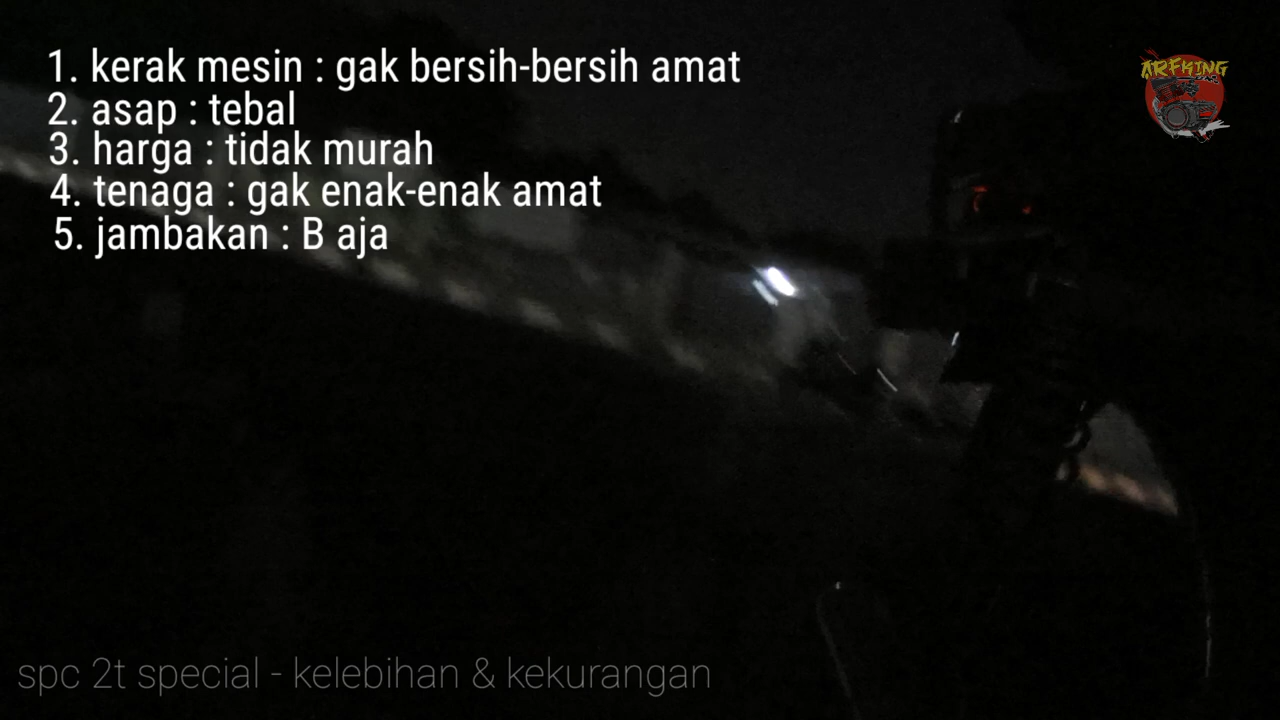 1. kerak mesin : gak bersih-bersih amat
2. asap : tebal
3. harga : tidak murah
4. tenaga : gak enak-enak amat
5. jambakan : B aja
ARFKING
spc 2t special - kelebihan & kekurangan